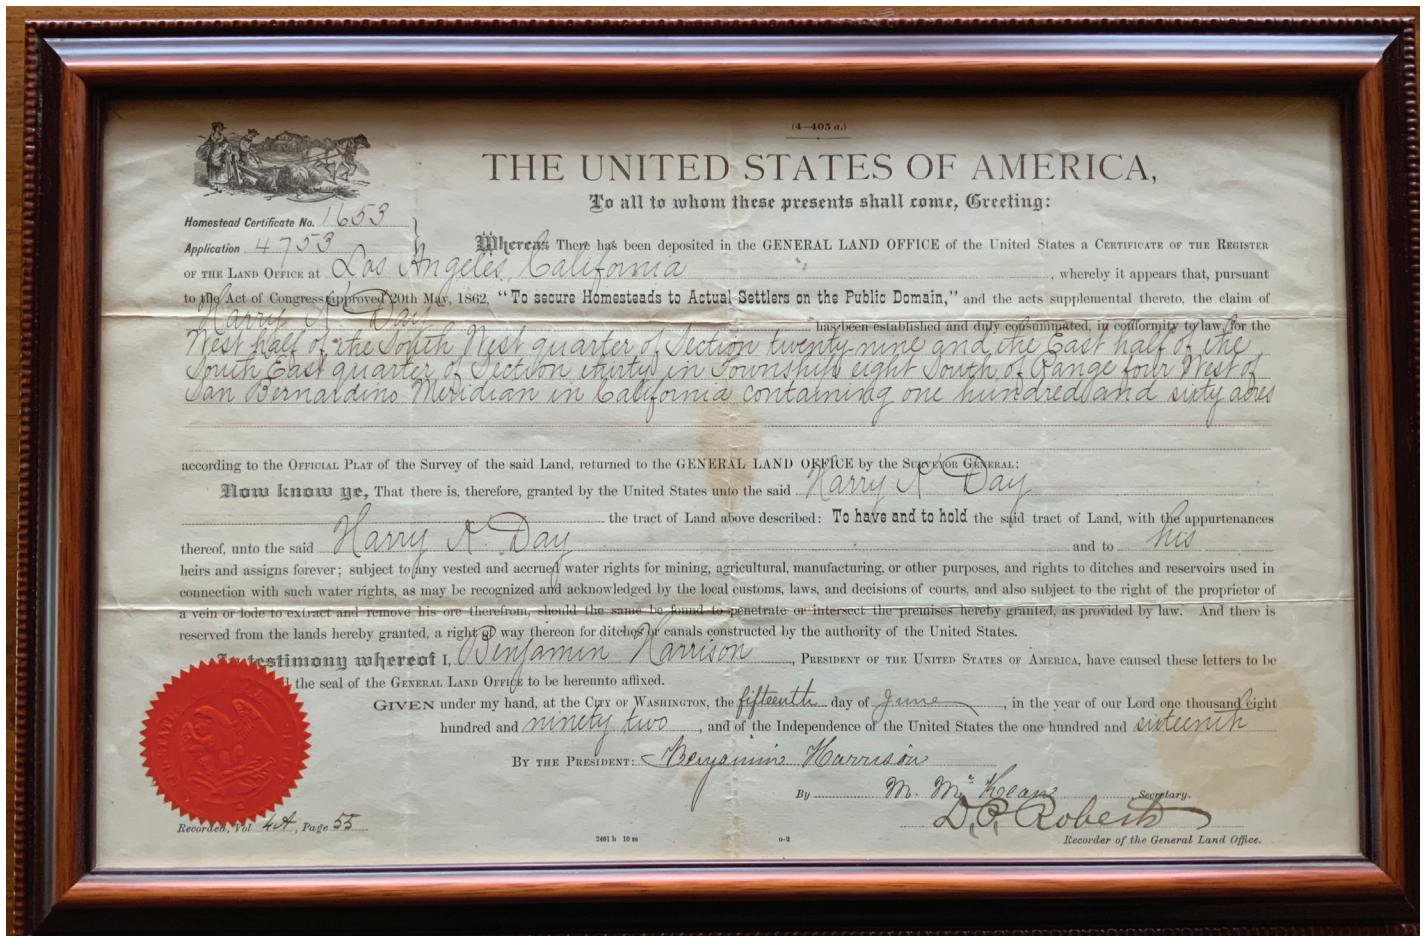 (4—403 a.)
THE UNITED STATES OF AMERICA,
To all to whom these presents shall come, Greeting:
Homestead Certificate No. 1653
Application 4753
Whereas There has been deposited in the GENERAL LAND OFFICE of the United States a CERTIFICATE OF THE REGISTER
OF THE LAND OFFICE at Los Angeles, California, whereby it appears that, pursuant
to the Act of Congress approved 20th May, 1862, "To secure Homesteads to Actual Settlers on the Public Domain," and the acts supplemental thereto, the claim of
Harry A. Day has been established and duly consummated, in conformity to law, for the
West half of the South West quarter of Section twenty nine and the East half of the
South East quarter of Section thirty in Township eight South of Range four West of
San Bernardino Meridian in California containing one hundred and sixty acres
according to the OFFICIAL PLAT of the Survey of the said Land, returned to the GENERAL LAND OFFICE by the SURVEYOR GENERAL:
Now know ye, That there is, therefore, granted by the United States unto the said Harry A. Day
the tract of Land above described: To have and to hold the said tract of Land, with the appurtenances
thereof, unto the said Harry A. Day and to his
heirs and assigns forever; subject to any vested and accrued water rights for mining, agricultural, manufacturing, or other purposes, and rights to ditches and reservoirs used in
connection with such water rights, as may be recognized and acknowledged by the local customs, laws, and decisions of courts, and also subject to the right of the proprietor of
a vein or lode to extract and remove his ore therefrom, should the same be found to penetrate or intersect the premises hereby granted, as provided by law. And there is
reserved from the lands hereby granted, a right of way thereon for ditches or canals constructed by the authority of the United States.
In testimony whereof I, Benjamin Harrison, PRESIDENT OF THE UNITED STATES OF AMERICA, have caused these letters to be
the seal of the GENERAL LAND OFFICE to be hereunto affixed.
GIVEN under my hand, at the CITY OF WASHINGTON, the fifteenth day of June, in the year of our Lord one thousand eight
hundred and ninety two, and of the Independence of the United States the one hundred and sixteenth
BY THE PRESIDENT: Benjamin Harrison
By M. McKean Secretary.
D. P. Roberts
Recorded, Vol 4A, Page 55
2461 b 10 m
o-2
Recorder of the General Land Office.